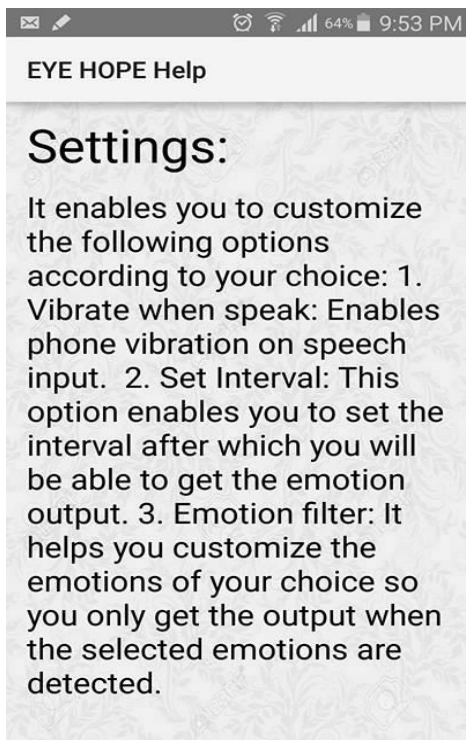 64% 9:53 PM
EYE HOPE Help
Settings:
It enables you to customize
the following options
according to your choice: 1.
Vibrate when speak: Enables
phone vibration on speech
input.  2. Set Interval: This
option enables you to set the
interval after which you will
be able to get the emotion
output. 3. Emotion filter: It
helps you customize the
emotions of your choice so
you only get the output when
the selected emotions are
detected.